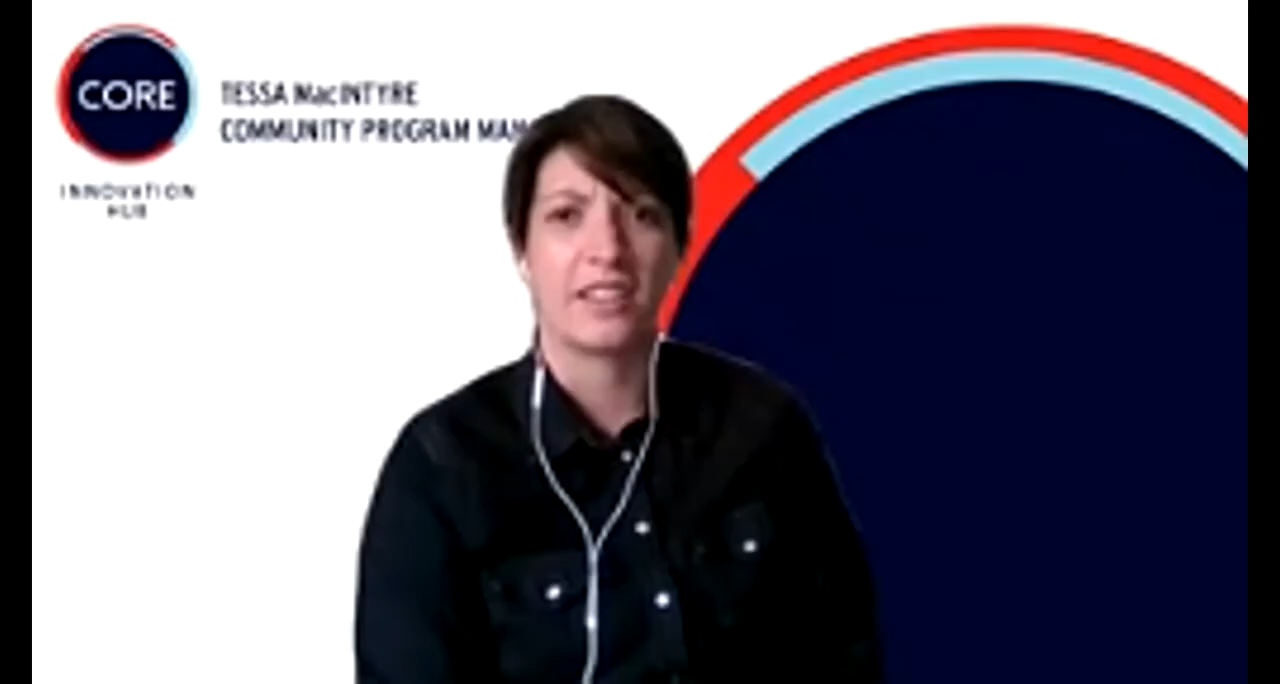 CORE
INNOVATION
HUB
TESSA MacINTYRE
COMMUNITY PROGRAM